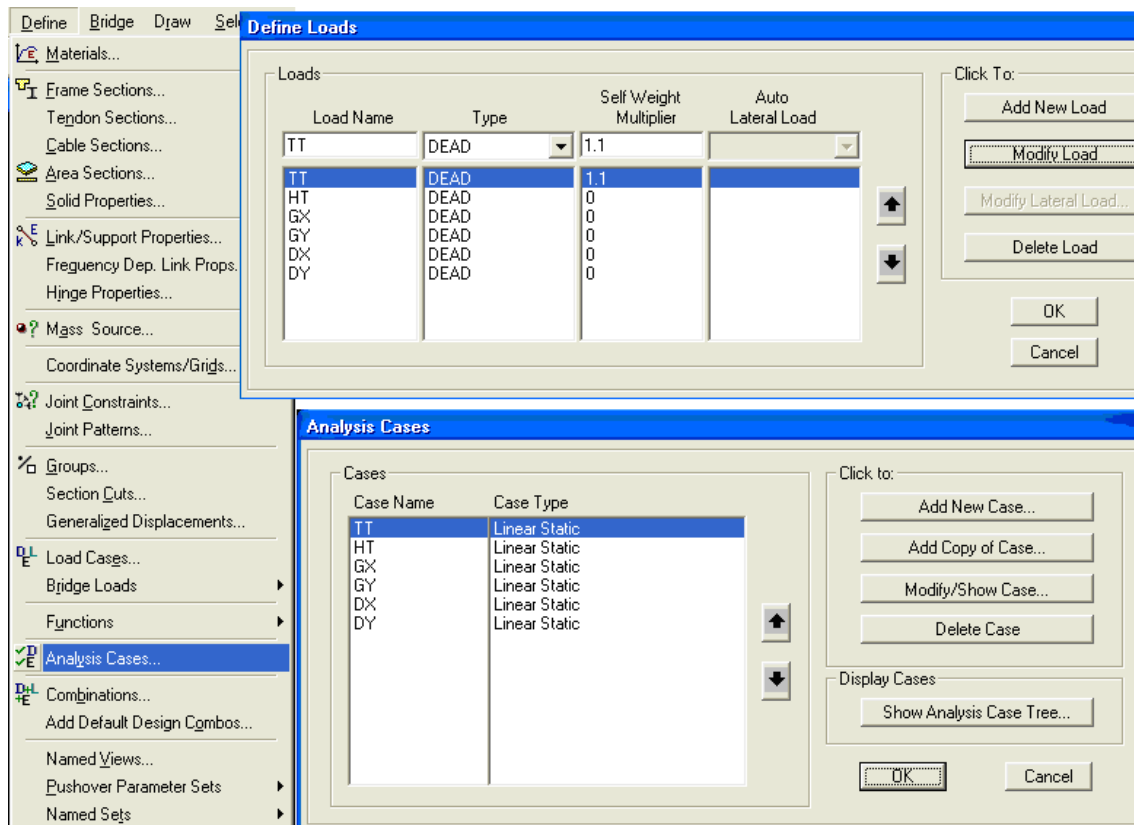 Define Bridge Draw Sel
Materials...
Frame Sections...
Tendon Sections...
Cable Sections...
Area Sections...
Solid Properties...
Link/Support Properties...
Frequency Dep. Link Props.
Hinge Properties...
Mass Source...
Coordinate Systems/Grids...
Joint Constraints...
Joint Patterns...
Groups...
Section Cuts...
Generalized Displacements...
Load Cases...
Bridge Loads
Functions
Analysis Cases...
Combinations...
Add Default Design Combos...
Named Views...
Pushover Parameter Sets
Named Sets
Define Loads
Loads
Load Name Type Self Weight Multiplier Auto Lateral Load
TT DEAD 1.1
TT DEAD 1.1
HT DEAD 0
GX DEAD 0
GY DEAD 0
DX DEAD 0
DY DEAD 0
Click To:
Add New Load
Modify Load
Modify Lateral Load...
Delete Load
OK
Cancel
Analysis Cases
Cases
Case Name Case Type
TT Linear Static
HT Linear Static
GX Linear Static
GY Linear Static
DX Linear Static
DY Linear Static
Click to:
Add New Case...
Add Copy of Case...
Modify/Show Case...
Delete Case
Display Cases
Show Analysis Case Tree...
OK Cancel